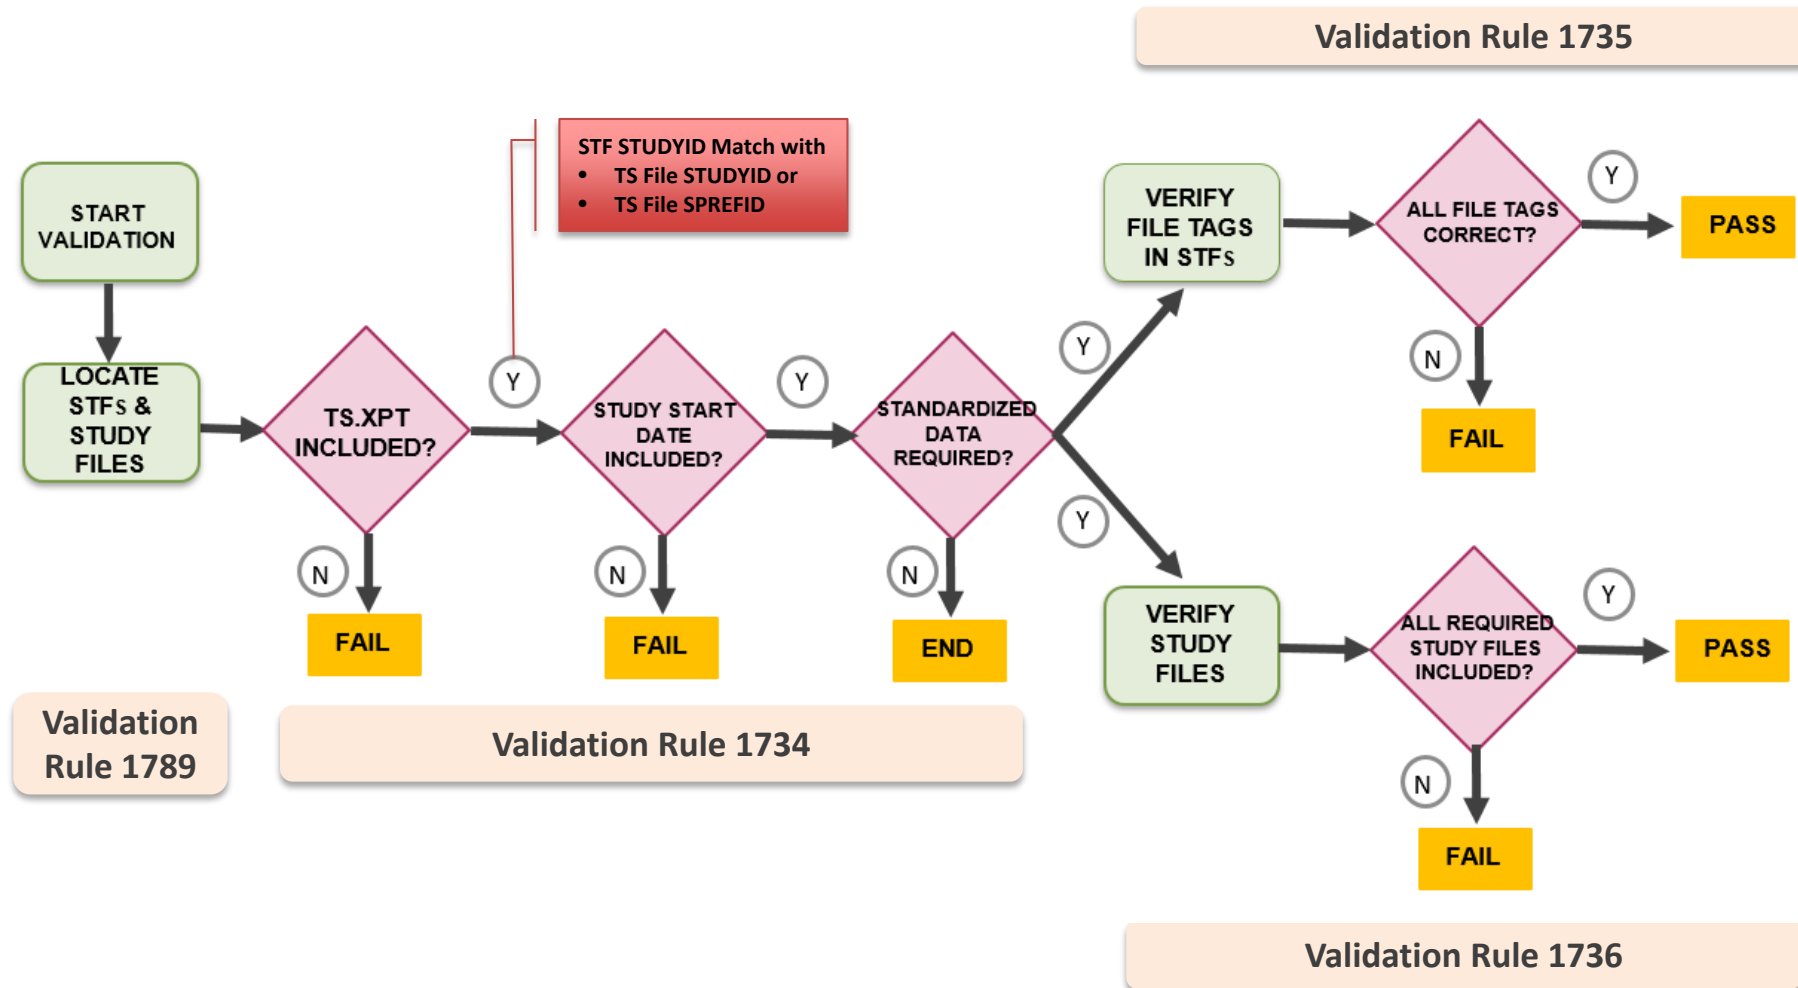 Validation Rule 1735
STF STUDYID Match with
• TS File STUDYID or
• TS File SPREFID
START
VALIDATION
LOCATE
STFs &
STUDY
FILES
TS.XPT
INCLUDED?
Y
N
FAIL
STUDY START
DATE
INCLUDED?
Y
N
FAIL
STANDARDIZED
DATA
REQUIRED?
N
END
Y
Y
VERIFY
FILE TAGS
IN STFs
ALL FILE TAGS
CORRECT?
Y
PASS
N
FAIL
VERIFY
STUDY
FILES
ALL REQUIRED
STUDY FILES
INCLUDED?
Y
PASS
N
FAIL
Validation
Rule 1789
Validation Rule 1734
Validation Rule 1736